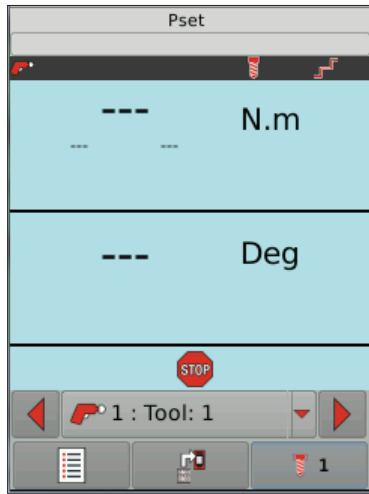 Pset
---
N.m
--- ---
---
Deg
STOP
1 : Tool: 1
1